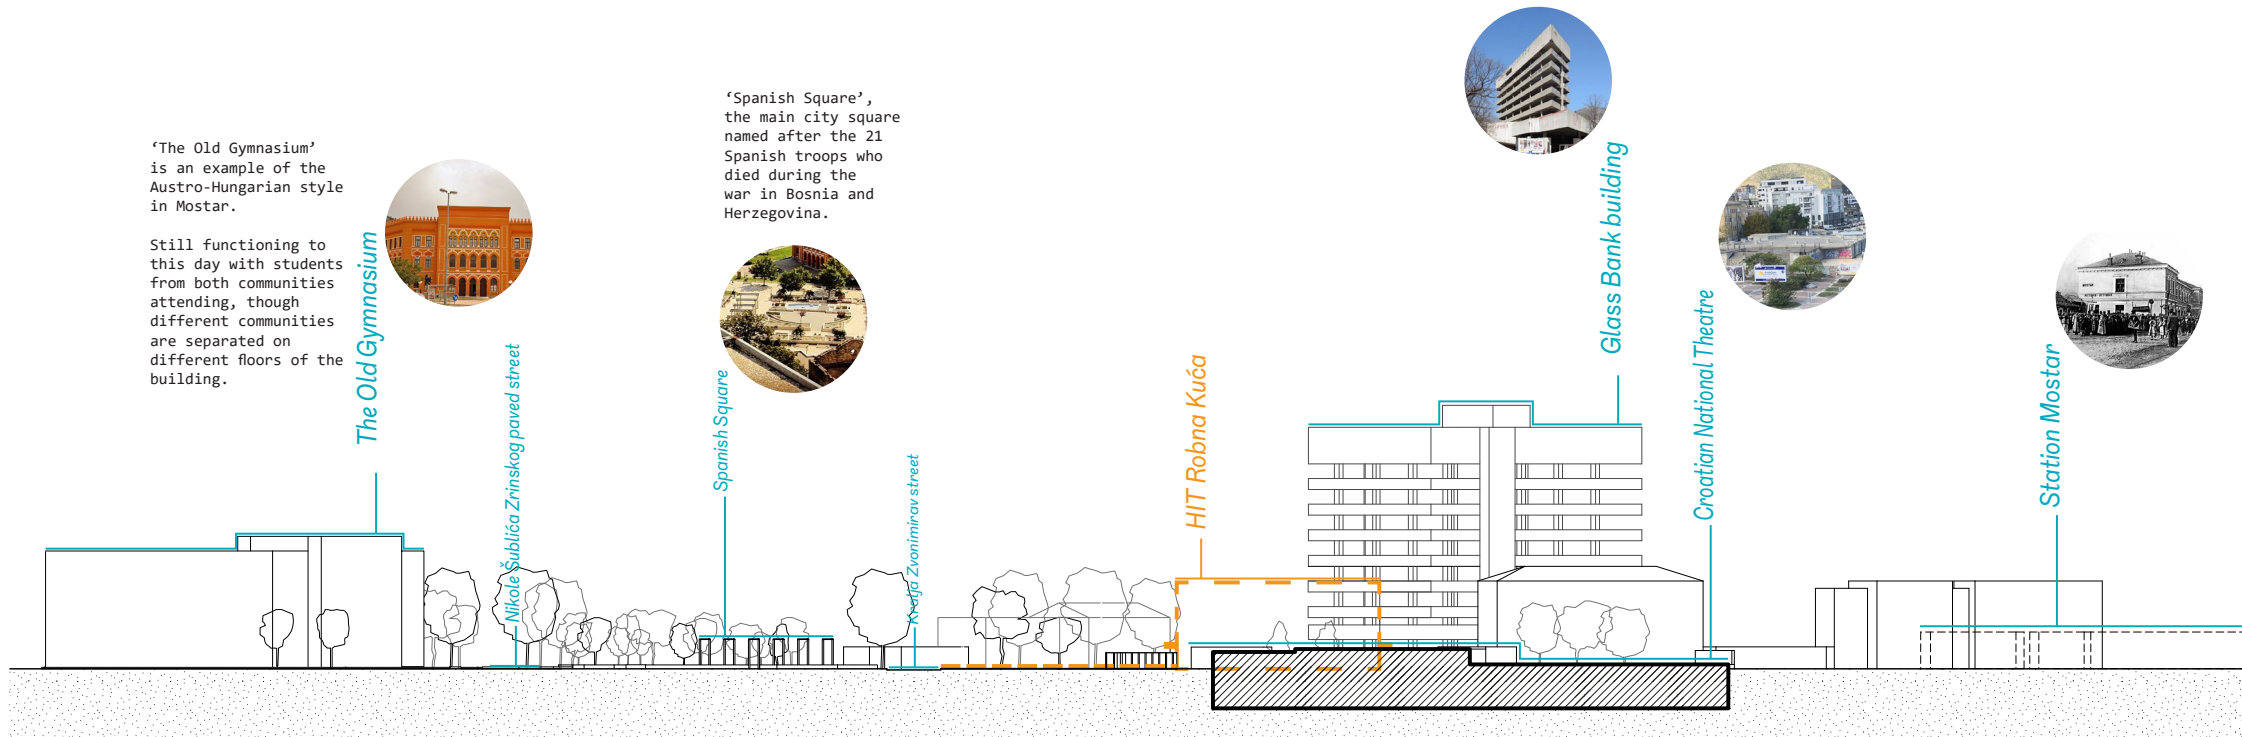 ‘The Old Gymnasium’
is an example of the
Austro-Hungarian style
in Mostar.
Still functioning to
this day with students
from both communities
attending, though
different communities
are separated on
different floors of the
building.
The Old Gymnasium
Nikole Šubliča Zrinskog paved street
‘Spanish Square’,
the main city square
named after the 21
Spanish troops who
died during the
war in Bosnia and
Herzegovina.
Spanish Square
Kralja Zvonimirav street
HIT Robna Kuća
Glass Bank building
Croatian National Theatre
Station Mostar